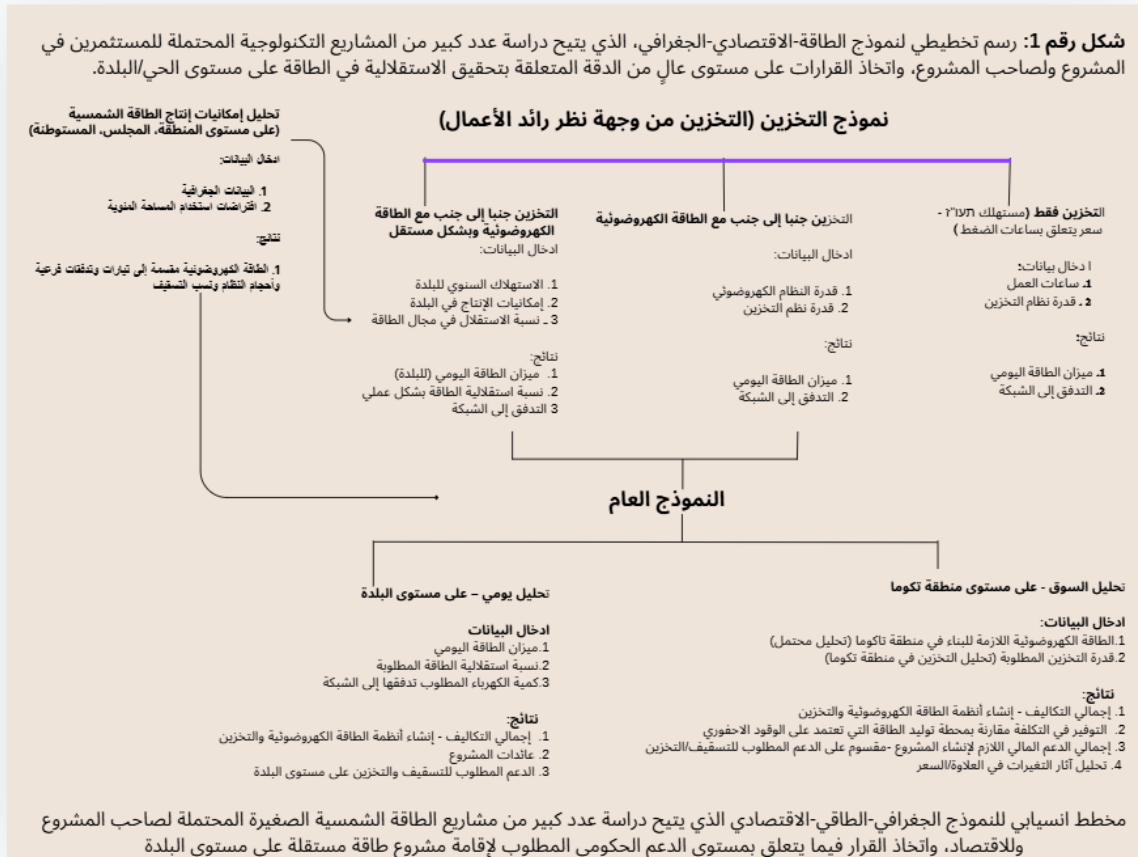 شكل رقم 1: رسم تخطيطي لنموذج الطاقة-الاقتصادي-الجغرافي، الذي يتيح دراسة عدد كبير من المشاريع التكنولوجية المحتملة للمستثمرين في
المشروع ولصاحب المشروع، واتخاذ القرارات على مستوى عالٍ من الدقة المتعلقة بتحقيق الاستقلالية في الطاقة على مستوى الحي/البلدة.
نموذج التخزين (التخزين من وجهة نظر رائد الأعمال)
التخزين فقط (مستهلك תעו"ז -
سعر يتعلق بساعات الضغط )
ا دخال بيانات:
1. ساعات العمل
2 . قدرة نظام التخزين
نتائج:
1. ميزان الطاقة اليومي
2. التدفق إلى الشبكة
التخزين جنبا إلى جنب مع الطاقة الكهروضوئية
ادخال البيانات:
1. قدرة النظام الكهروضوئي
2. قدرة نظم التخزين
نتائج:
1. ميزان الطاقة اليومي
2. التدفق إلى الشبكة
التخزين جنبا إلى جنب مع الطاقة
الكهروضوئية وبشكل مستقل
ادخال البيانات:
1. الاستهلاك السنوي للبلدة
2. إمكانيات الإنتاج في البلدة
3 ـ نسبة الاستقلال في مجال الطاقة
نتائج:
1. ميزان الطاقة اليومي (للبلدة)
2. نسبة استقلالية الطاقة بشكل عملي
3 التدفق إلى الشبكة
تحليل إمكانيات إنتاج الطاقة الشمسية
(على مستوى المنطقة، المجلس، المستوطنة)
ادخال البيانات:
1. البيانات الجغرافية
2. افتراضات استخدام المساحة المئوية
نتائج:
1. الطاقة الكهروضوئية مقسمة إلى تيارات وتدفقات فرعية
وأحجام النظام ونسب التسقيف
النموذج العام
تحليل السوق - على مستوى منطقة تكوما
ادخال البيانات:
1.الطاقة الكهروضوئية اللازمة للبناء في منطقة تاكوما (تحليل محتمل)
2.قدرة التخزين المطلوبة (تحليل التخزين في منطقة تكوما)
نتائج:
1. إجمالي التكاليف - إنشاء أنظمة الطاقة الكهروضوئية والتخزين
2. التوفير في التكلفة مقارنة بمحطة توليد الطاقة التي تعتمد على الوقود الاحفوري
3. إجمالي الدعم المالي اللازم لإنشاء المشروع -مقسوم على الدعم المطلوب للتسقيف/التخزين
4. تحليل آثار التغيرات في العلاوة/السعر
تحليل يومي – على مستوى البلدة
ادخال البيانات
1.ميزان الطاقة اليومي
2.نسبة استقلالية الطاقة المطلوبة
3.كمية الكهرباء المطلوب تدفقها إلى الشبكة
نتائج:
1. إجمالي التكاليف - إنشاء أنظمة الطاقة الكهروضوئية والتخزين
2. عائدات المشروع
3. الدعم المطلوب للتسقيف والتخزين على مستوى البلدة
مخطط انسيابي للنموذج الجغرافي-الطاقي-الاقتصادي الذي يتيح دراسة عدد كبير من مشاريع الطاقة الشمسية الصغيرة المحتملة لصاحب المشروع
وللاقتصاد، واتخاذ القرار فيما يتعلق بمستوى الدعم الحكومي المطلوب لإقامة مشروع طاقة مستقلة على مستوى البلدة